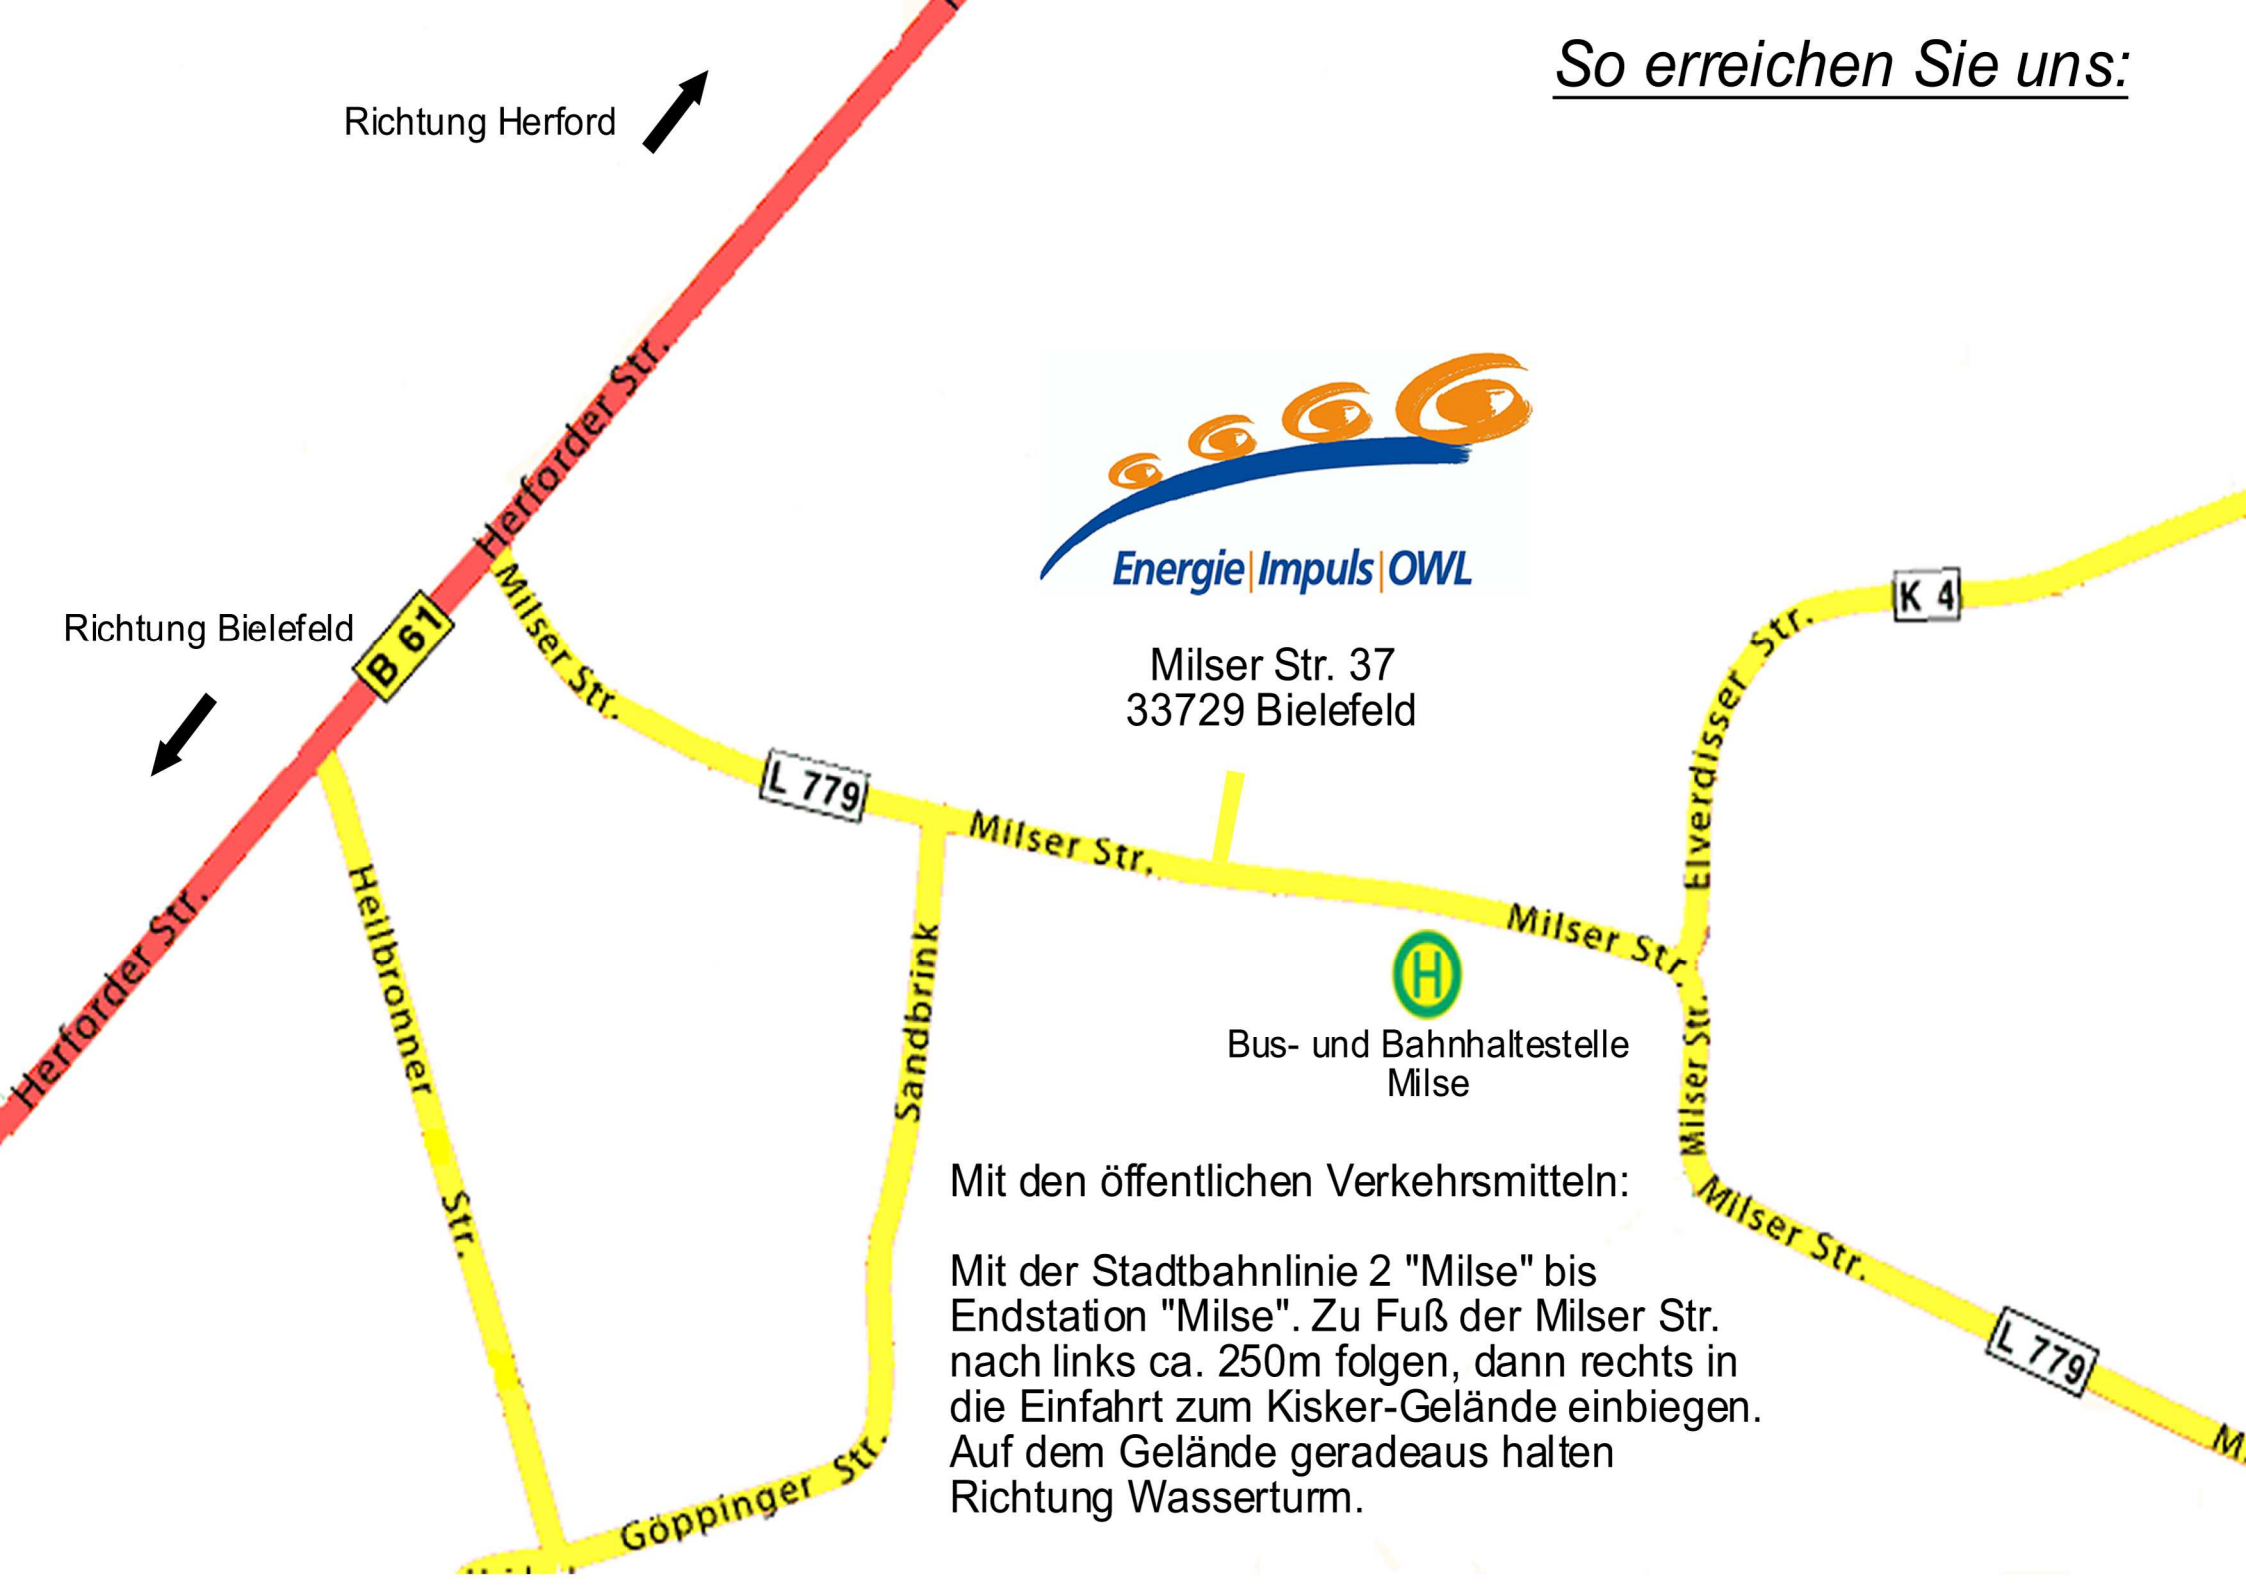 So erreichen Sie uns:
Richtung Herford
Herforder Str.
Energie|Impuls|OWL
Milser Str.
K 4
Richtung Bielefeld
B 61
Milser Str. 37
33729 Bielefeld
Elverdisser Str.
L 779
Milser Str.
Milser Str.
Herforder Str.
Heilbronner Str.
Sandbrink
H
Bus- und Bahnhaltestelle
Milse
Milser Str.
Mit den öffentlichen Verkehrsmitteln:
Milser Str.
Mit der Stadtbahnlinie 2 "Milse" bis
Endstation "Milse". Zu Fuß der Milser Str.
nach links ca. 250m folgen, dann rechts in
die Einfahrt zum Kisker-Gelände einbiegen.
Auf dem Gelände geradeaus halten
Richtung Wasserturm.
L 779
Göppinger Str.